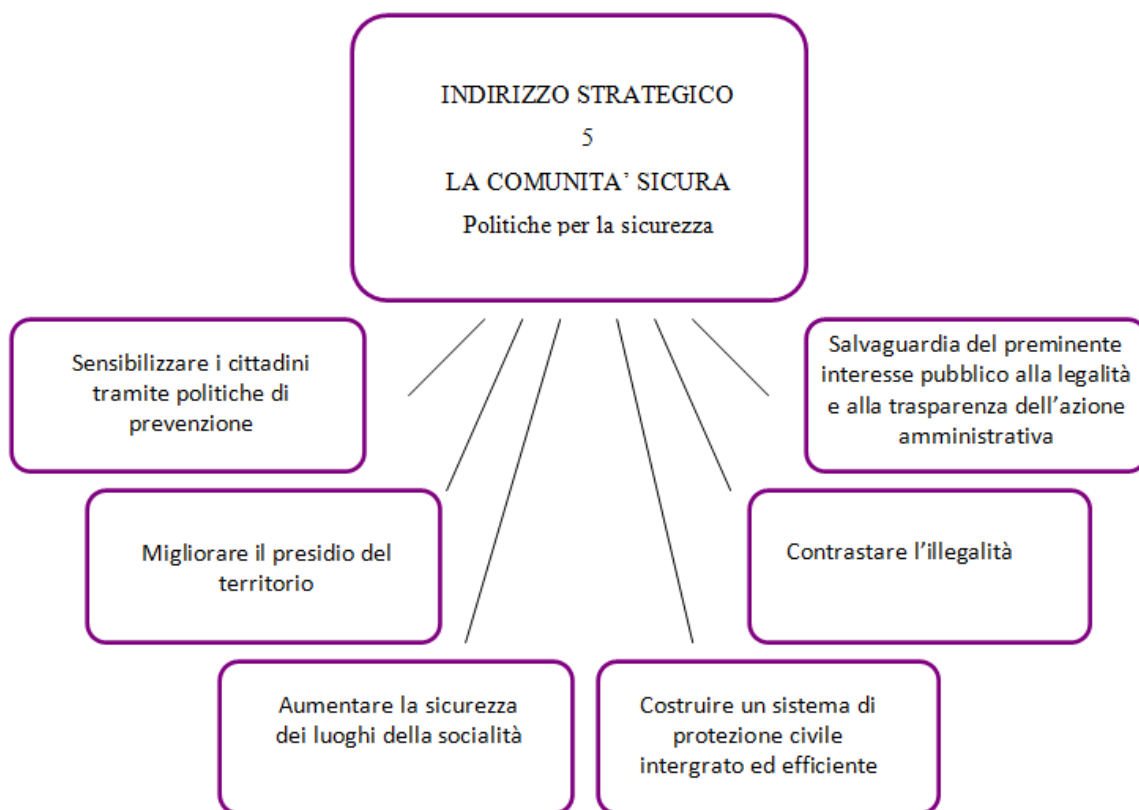 INDIRIZZO STRATEGICO
5
LA COMUNITA’ SICURA
Politiche per la sicurezza
Sensibilizzare i cittadini
tramite politiche di
prevenzione
Salvaguardia del preminente
interesse pubblico alla legalità
e alla trasparenza dell’azione
amministrativa
Migliorare il presidio del
territorio
Contrastare l’illegalità
Aumentare la sicurezza
dei luoghi della socialità
Costruire un sistema di
protezione civile
intergrato ed efficiente